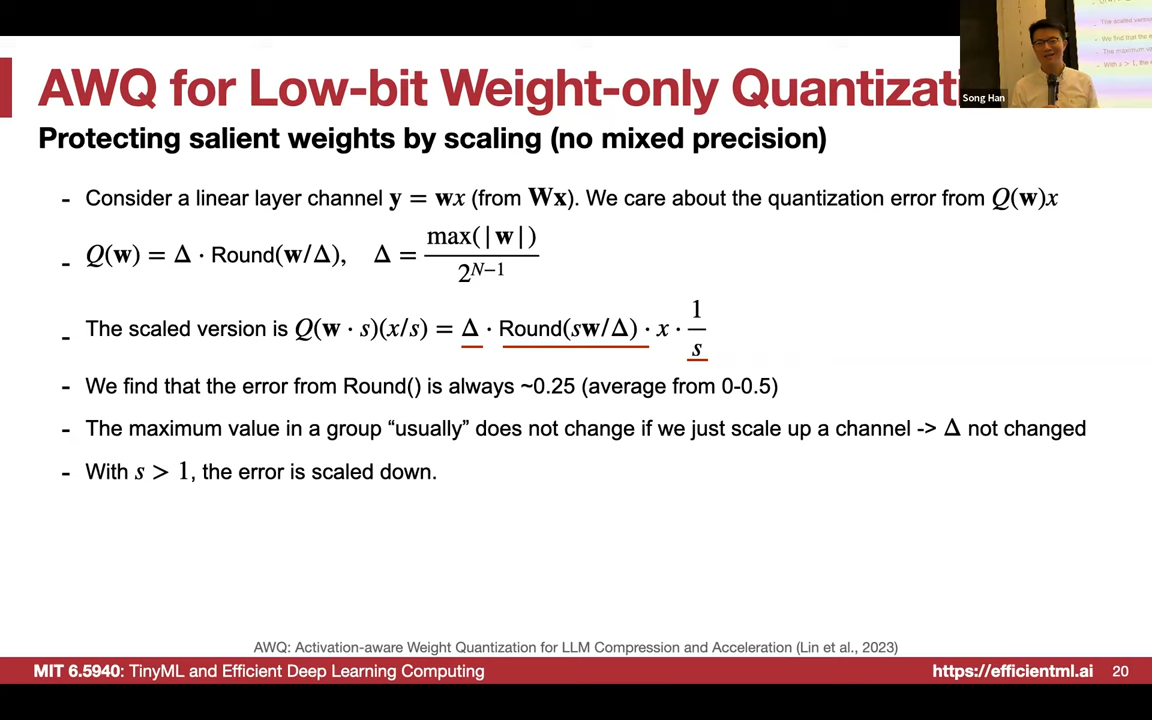 AWQ for Low-bit Weight-only Quantizati
Song Han
Protecting salient weights by scaling (no mixed precision)
- Consider a linear layer channel y = wx (from Wx). We care about the quantization error from Q(w)x
- Q(w) = Δ · Round(w/Δ), Δ = max(|w|) / 2^{N−1}
- The scaled version is Q(w · s)(x/s) = Δ · Round(sw/Δ) · x · 1/s
- We find that the error from Round() is always ~0.25 (average from 0-0.5)
- The maximum value in a group “usually” does not change if we just scale up a channel -> Δ not changed
- With s > 1, the error is scaled down.
AWQ: Activation-aware Weight Quantization for LLM Compression and Acceleration (Lin et al., 2023)
MIT 6.5940: TinyML and Efficient Deep Learning Computing
https://efficientml.ai 20